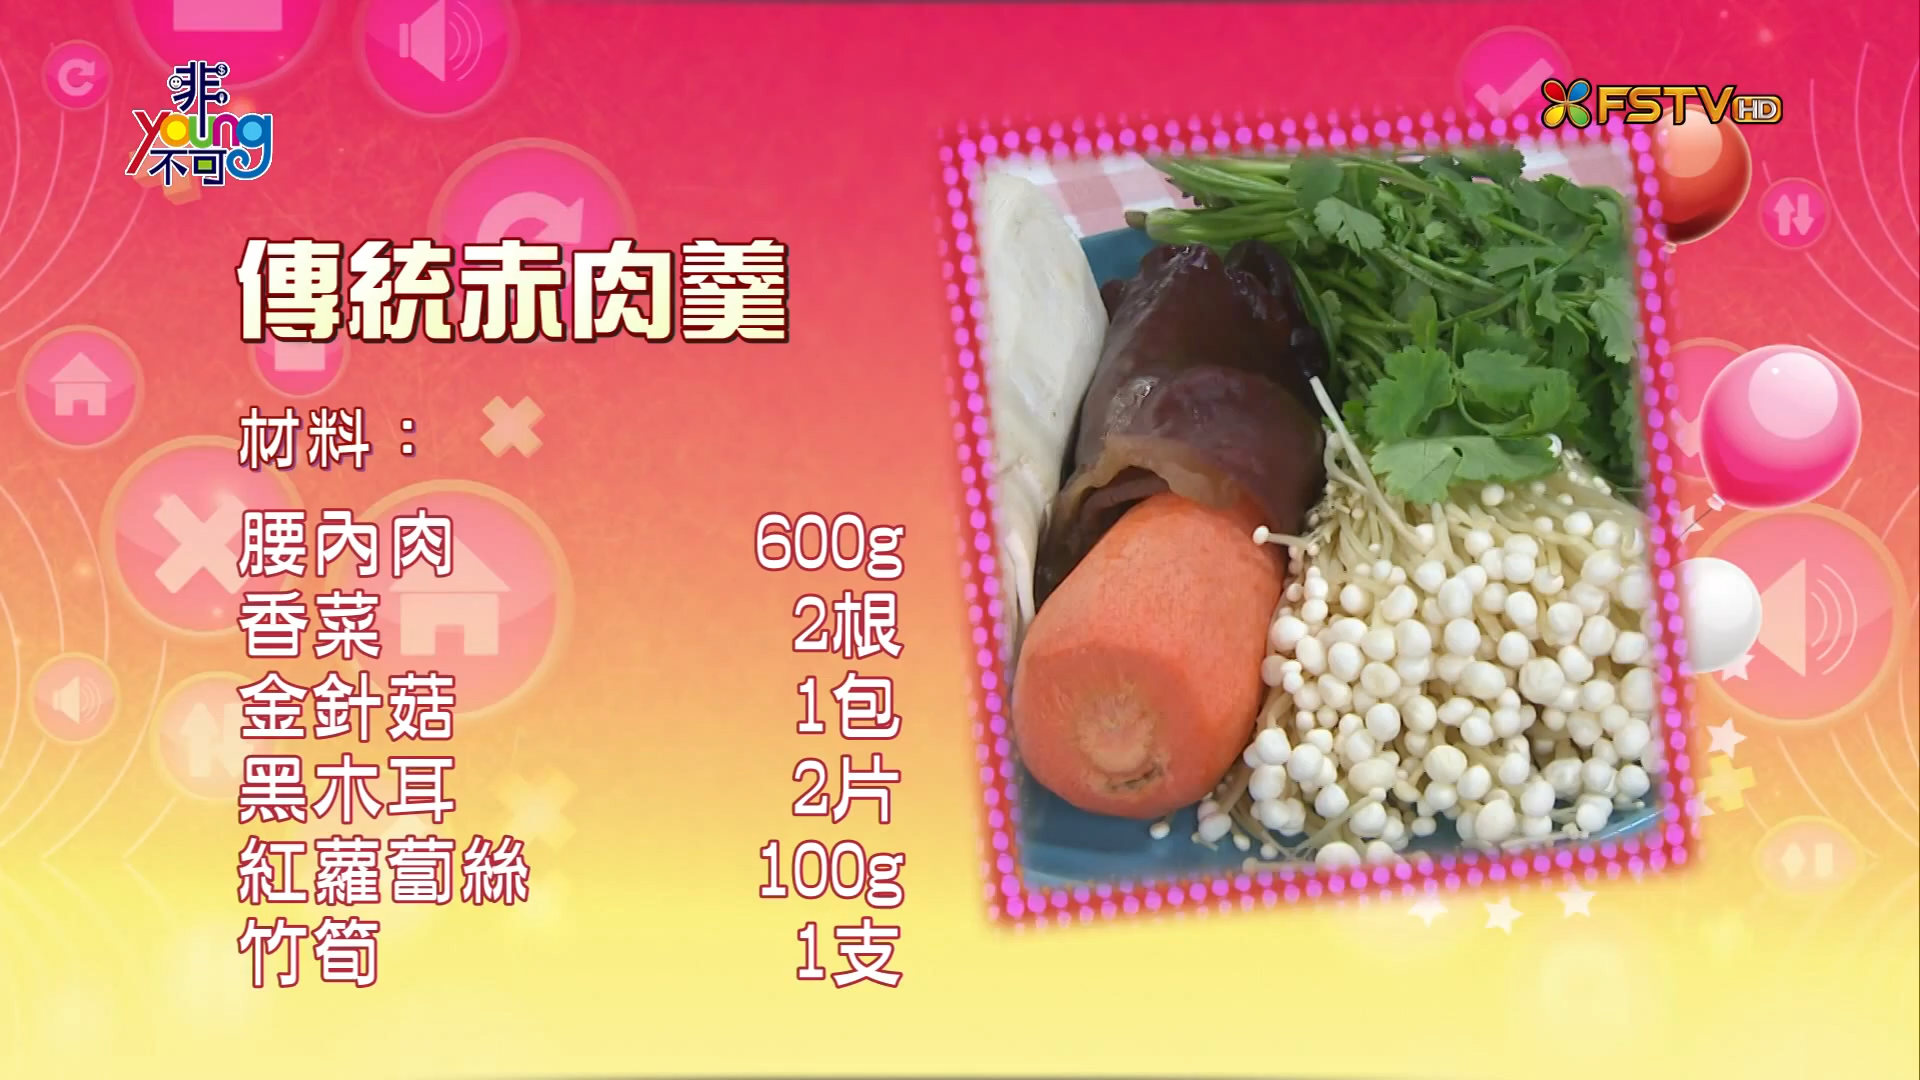 非
young
不可
FSTV HD
傳統赤肉羹
材料：
腰內肉 600g
香菜 2根
金針菇 1包
黑木耳 2片
紅蘿蔔絲 100g
竹筍 1支